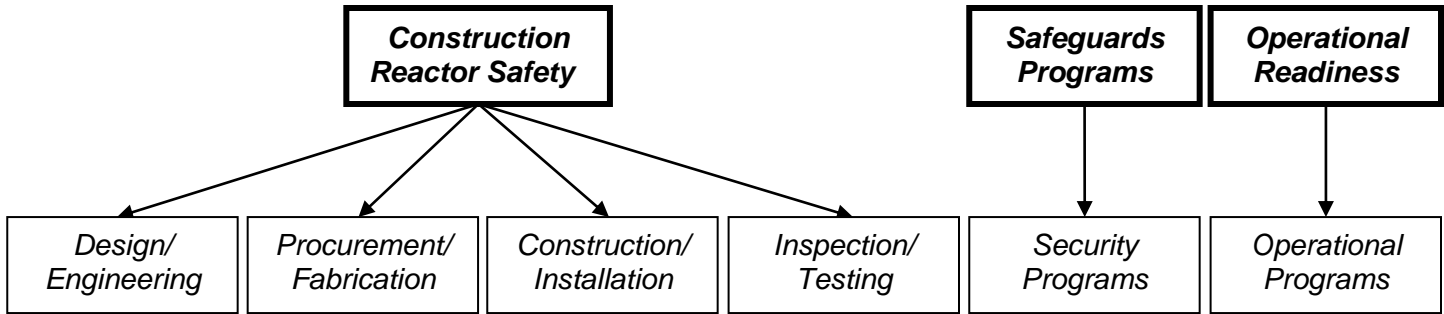 Construction
Reactor Safety
Safeguards
Programs
Operational
Readiness
Design/
Engineering
Procurement/
Fabrication
Construction/
Installation
Inspection/
Testing
Security
Programs
Operational
Programs